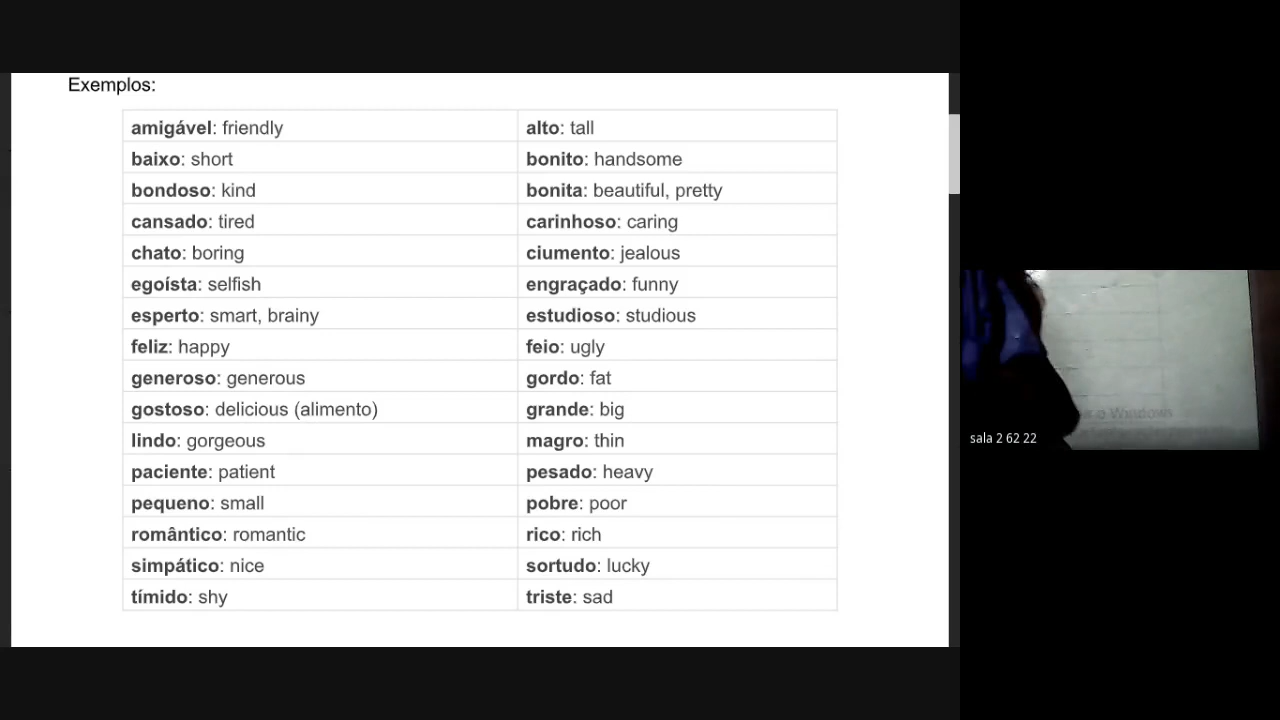 Exemplos:
amigável: friendly
alto: tall
baixo: short
bonito: handsome
bondoso: kind
bonita: beautiful, pretty
cansado: tired
carinhoso: caring
chato: boring
ciumento: jealous
egoísta: selfish
engraçado: funny
esperto: smart, brainy
estudioso: studious
feliz: happy
feio: ugly
generoso: generous
gordo: fat
gostoso: delicious (alimento)
grande: big
lindo: gorgeous
magro: thin
paciente: patient
pesado: heavy
pequeno: small
pobre: poor
romântico: romantic
rico: rich
simpático: nice
sortudo: lucky
tímido: shy
triste: sad
o Windows
sala 2 62 22